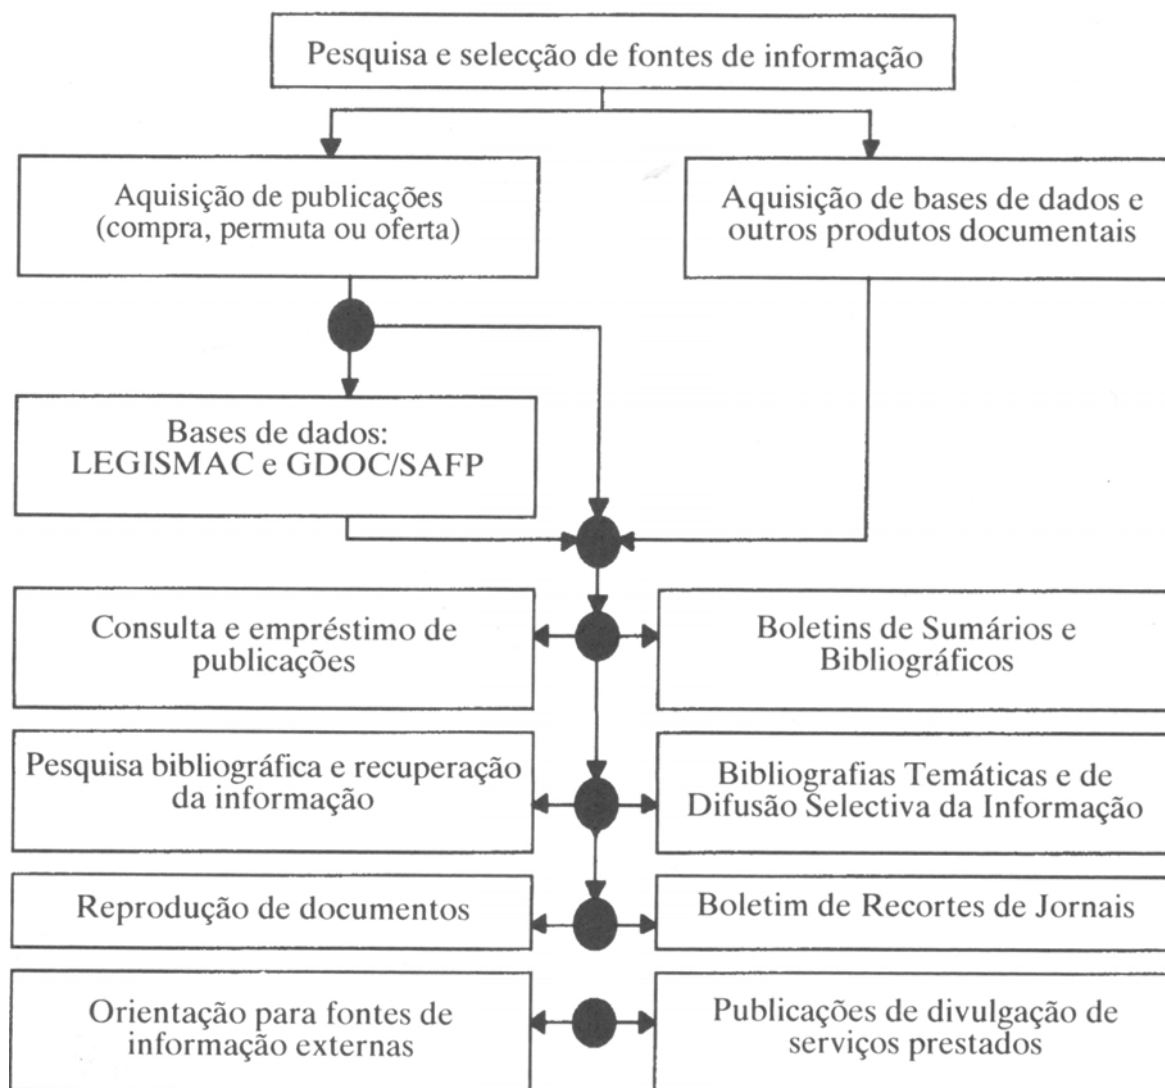 Pesquisa e selecção de fontes de informação
Aquisição de publicações
(compra, permuta ou oferta)
Aquisição de bases de dados e
outros produtos documentais
Bases de dados:
LEGISMAC e GDOC/SAFP
Consulta e empréstimo de
publicações
Boletins de Sumários e
Bibliográficos
Pesquisa bibliográfica e recuperação
da informação
Bibliografias Temáticas e de
Difusão Selectiva da Informação
Reprodução de documentos
Boletim de Recortes de Jornais
Orientação para fontes de
informação externas
Publicações de divulgação de
serviços prestados